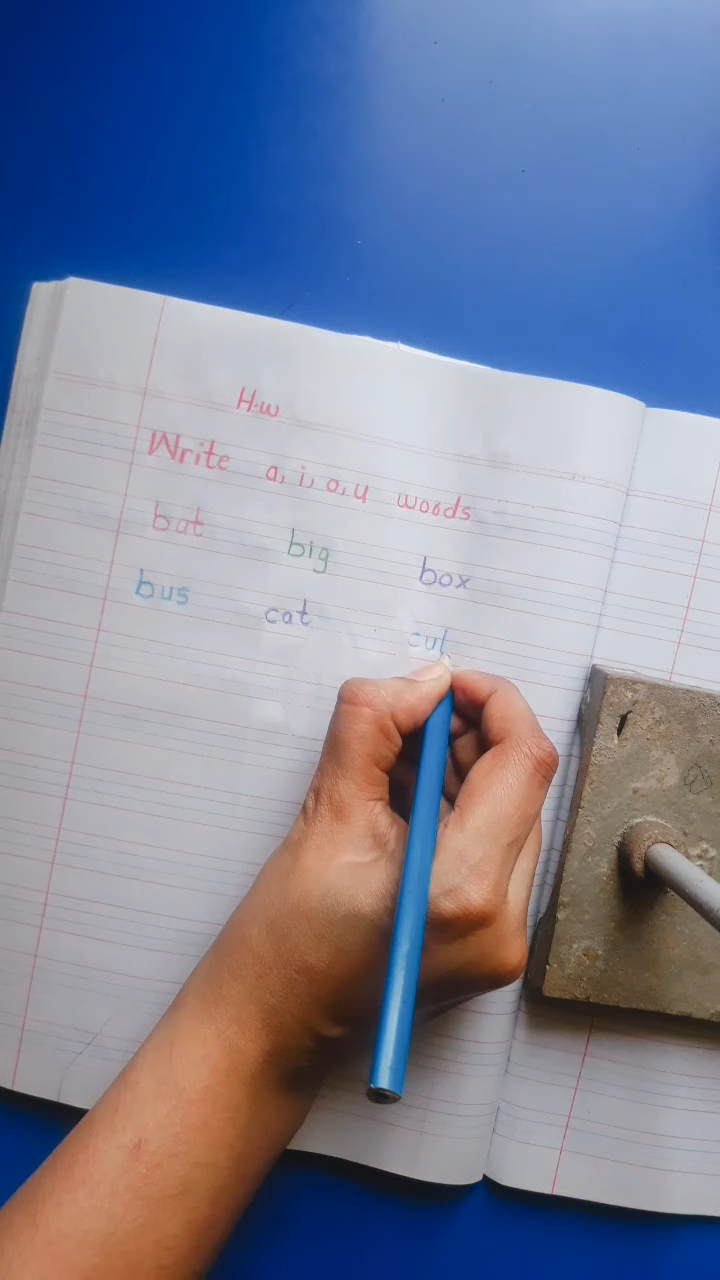 H.w
Write a, i, o, u woods
bat big box
bus cat cut